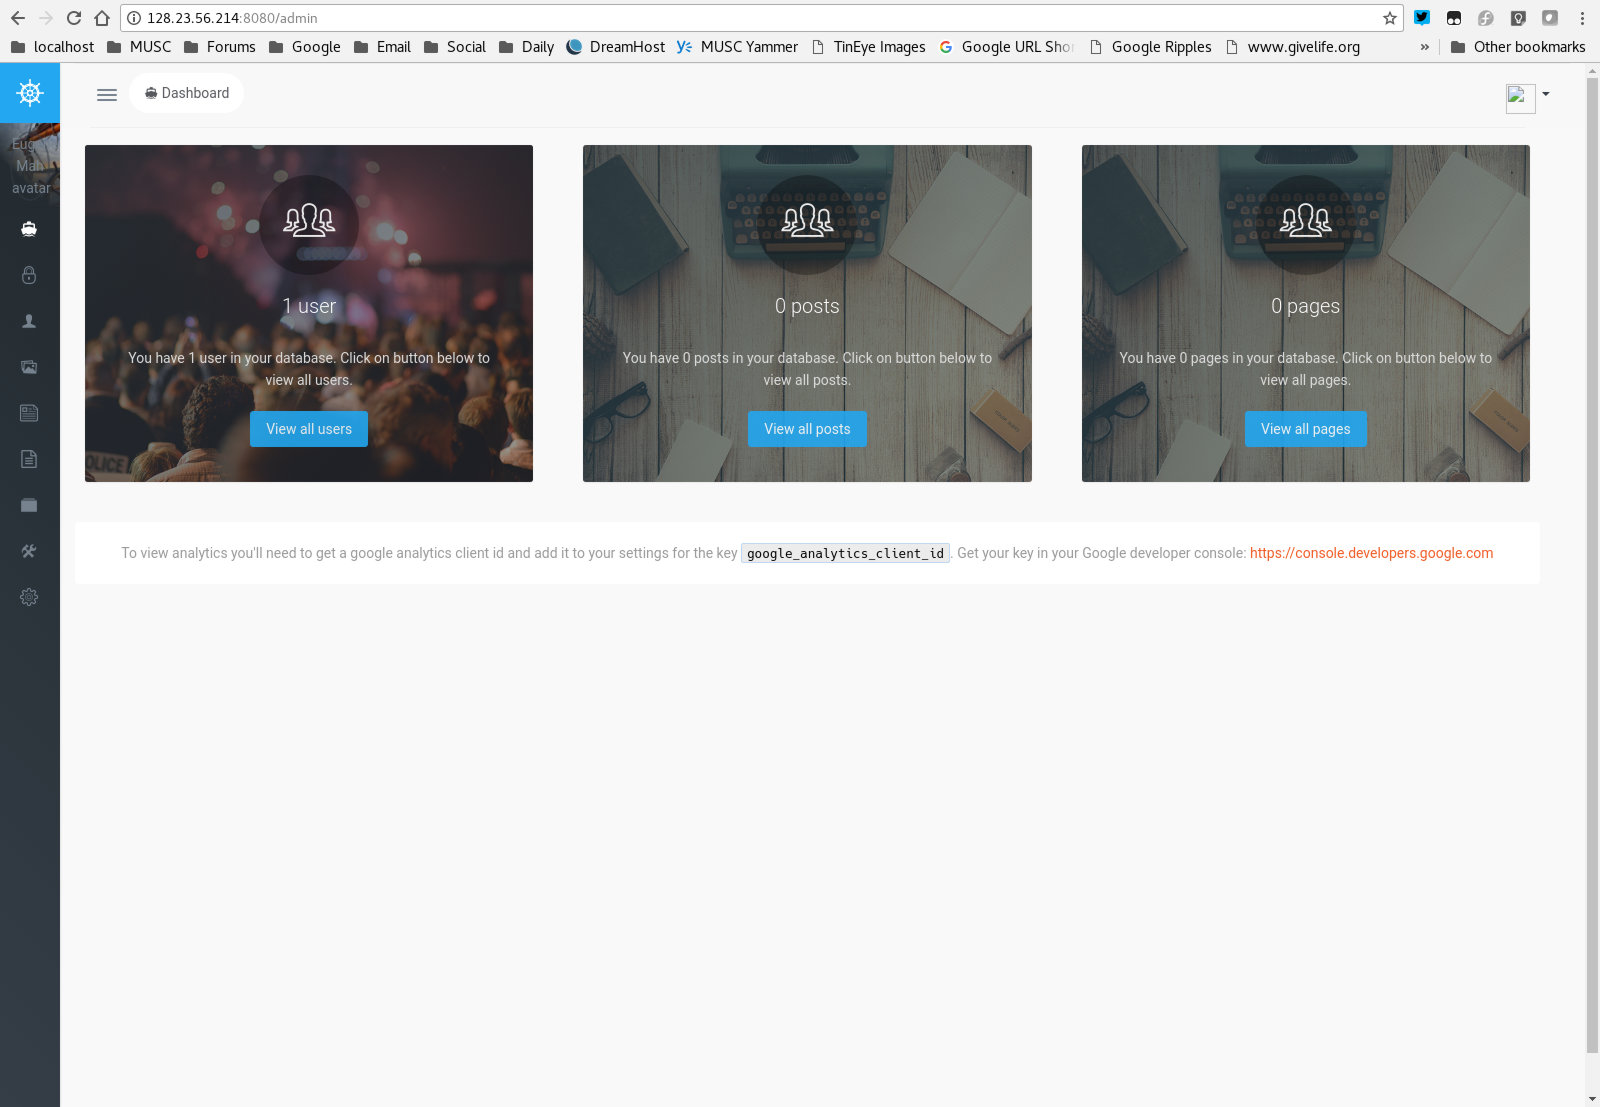 128.23.56.214:8080/admin
localhost MUSC Forums Google Email Social Daily DreamHost MUSC Yammer TinEye Images Google URL Shor Google Ripples www.givelife.org » Other bookmarks
Dashboard
Mah
avatar
1 user
You have 1 user in your database. Click on button below to
view all users.
View all users
POLICE
0 posts
You have 0 posts in your database. Click on button below to
view all posts.
View all posts
0 pages
You have 0 pages in your database. Click on button below to
view all pages.
View all pages
To view analytics you'll need to get a google analytics client id and add it to your settings for the key google_analytics_client_id. Get your key in your Google developer console: https://console.developers.google.com